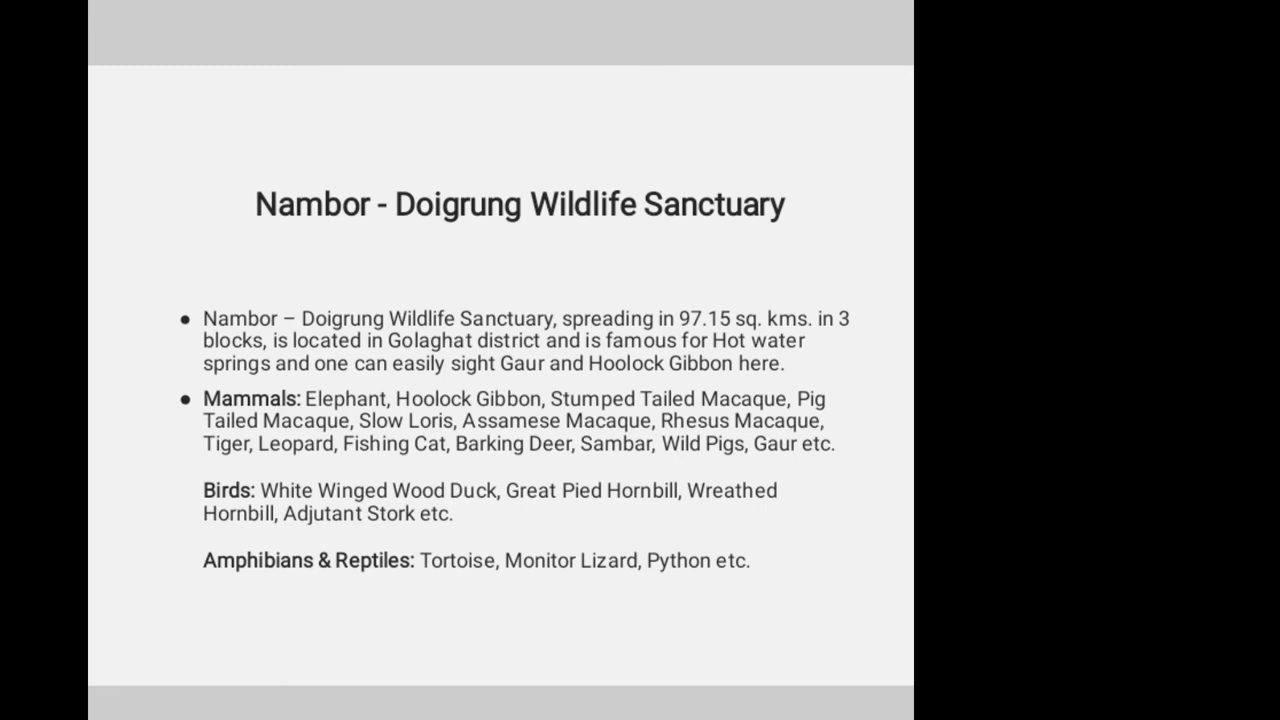 Nambor - Doigrung Wildlife Sanctuary
● Nambor – Doigrung Wildlife Sanctuary, spreading in 97.15 sq. kms. in 3
blocks, is located in Golaghat district and is famous for Hot water
springs and one can easily sight Gaur and Hoolock Gibbon here.
● Mammals: Elephant, Hoolock Gibbon, Stumped Tailed Macaque, Pig
Tailed Macaque, Slow Loris, Assamese Macaque, Rhesus Macaque,
Tiger, Leopard, Fishing Cat, Barking Deer, Sambar, Wild Pigs, Gaur etc.
Birds: White Winged Wood Duck, Great Pied Hornbill, Wreathed
Hornbill, Adjutant Stork etc.
Amphibians & Reptiles: Tortoise, Monitor Lizard, Python etc.